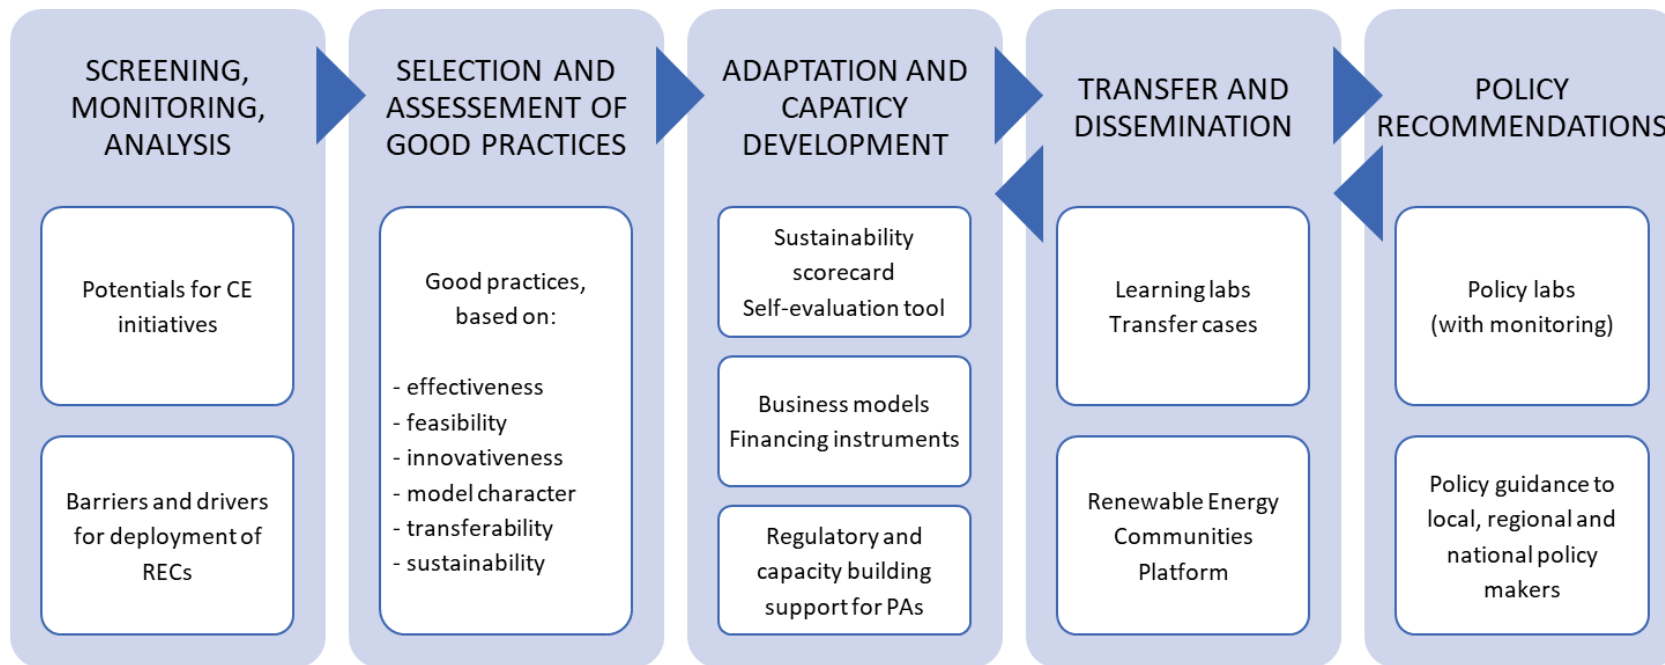 SCREENING,
MONITORING,
ANALYSIS
Potentials for CE
initiatives
Barriers and drivers
for deployment of
RECs
SELECTION AND
ASSESSEMENT OF
GOOD PRACTICES
Good practices,
based on:
- effectiveness
- feasibility
- innovativeness
- model character
- transferability
- sustainability
ADAPTATION AND
CAPATICY
DEVELOPMENT
Sustainability
scorecard
Self-evaluation tool
Business models
Financing instruments
Regulatory and
capacity building
support for PAs
TRANSFER AND
DISSEMINATION
Learning labs
Transfer cases
Renewable Energy
Communities
Platform
POLICY
RECOMMENDATIONS
Policy labs
(with monitoring)
Policy guidance to
local, regional and
national policy
makers